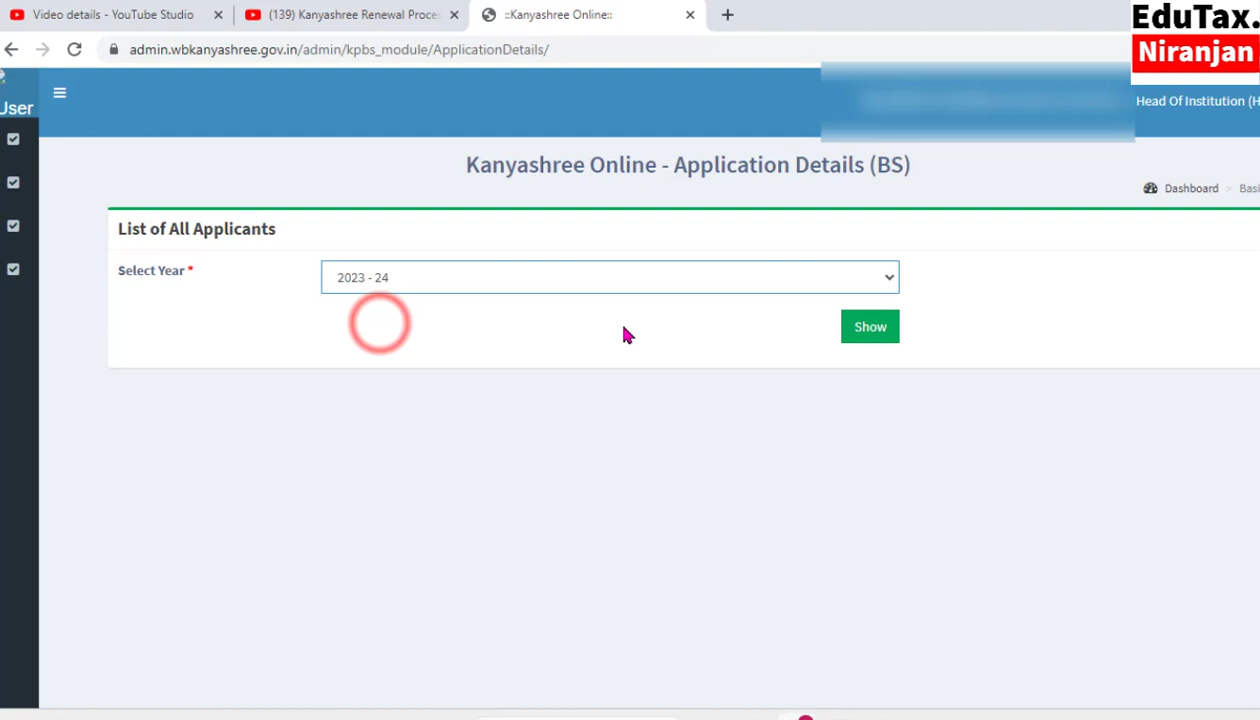 Video details - YouTube Studio
(139) Kanyashree Renewal Proces
::Kanyashree Online::
EduTax.
Niranjan
admin.wbkanyashree.gov.in/admin/kpbs_module/ApplicationDetails/
User
Head Of Institution (H
Kanyashree Online - Application Details (BS)
Dashboard > Basi
List of All Applicants
Select Year *
2023 - 24
Show